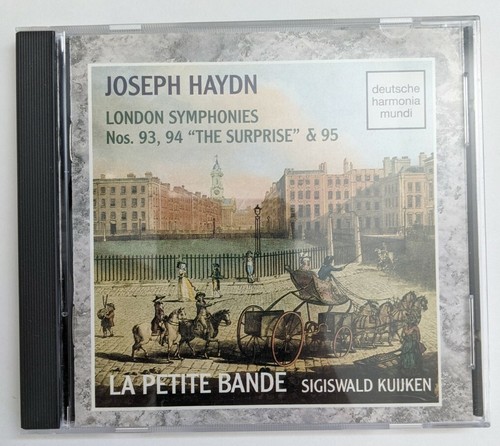 JOSEPH HAYDN
deutsche
harmonia
mundi
LONDON SYMPHONIES
Nos. 93, 94 “THE SURPRISE” & 95
LA PETITE BANDE SIGISWALD KUIJKEN